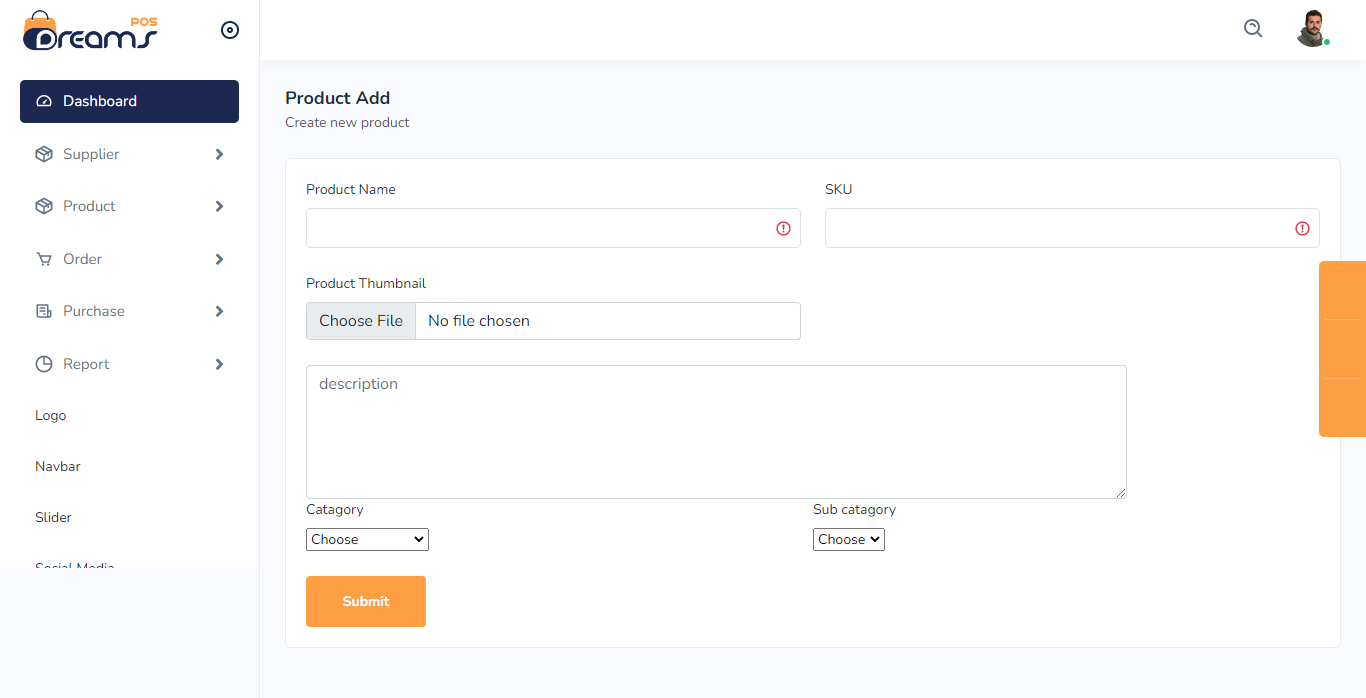 POS
Dreams
Dashboard
Supplier
Product
Order
Purchase
Report
Logo
Navbar
Slider
Social Media
Product Add
Create new product
Product Name
SKU
Product Thumbnail
Choose File No file chosen
description
Catagory
Sub catagory
Choose
Choose
Submit